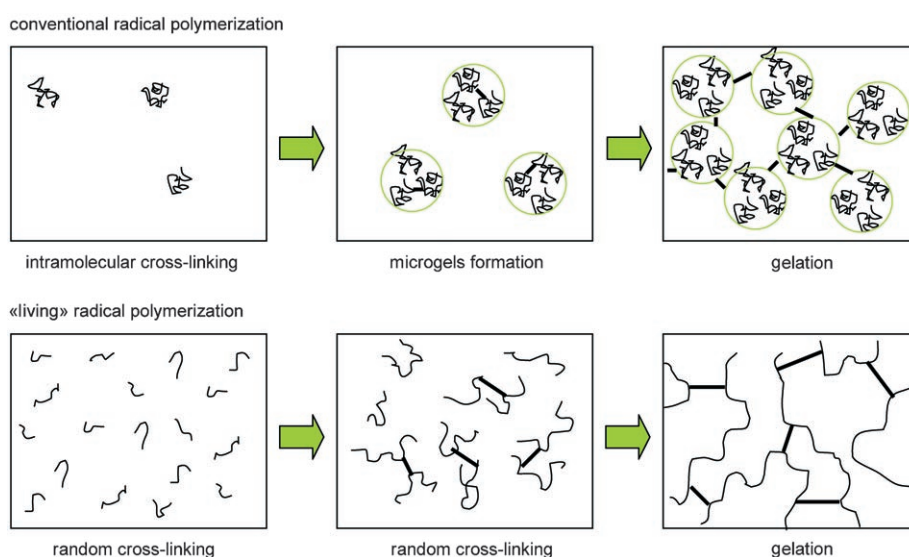 conventional radical polymerization
intramolecular cross-linking
microgels formation
gelation
«living» radical polymerization
random cross-linking
random cross-linking
gelation